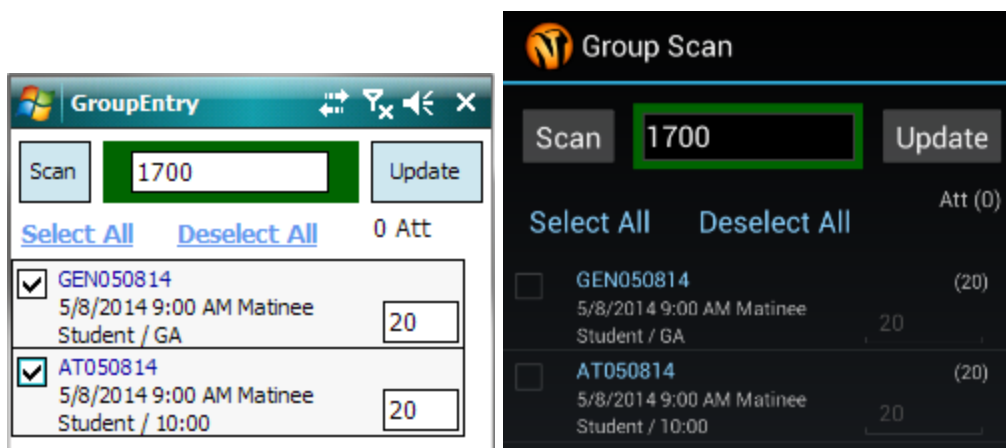 GroupEntry
Scan
1700
Update
Select All
Deselect All
0 Att
GEN050814
5/8/2014 9:00 AM Matinee
Student / GA
20
AT050814
5/8/2014 9:00 AM Matinee
Student / 10:00
20
Group Scan
Scan
1700
Update
Att (0)
Select All
Deselect All
GEN050814
(20)
5/8/2014 9:00 AM Matinee
Student / GA
20
AT050814
(20)
5/8/2014 9:00 AM Matinee
Student / 10:00
20